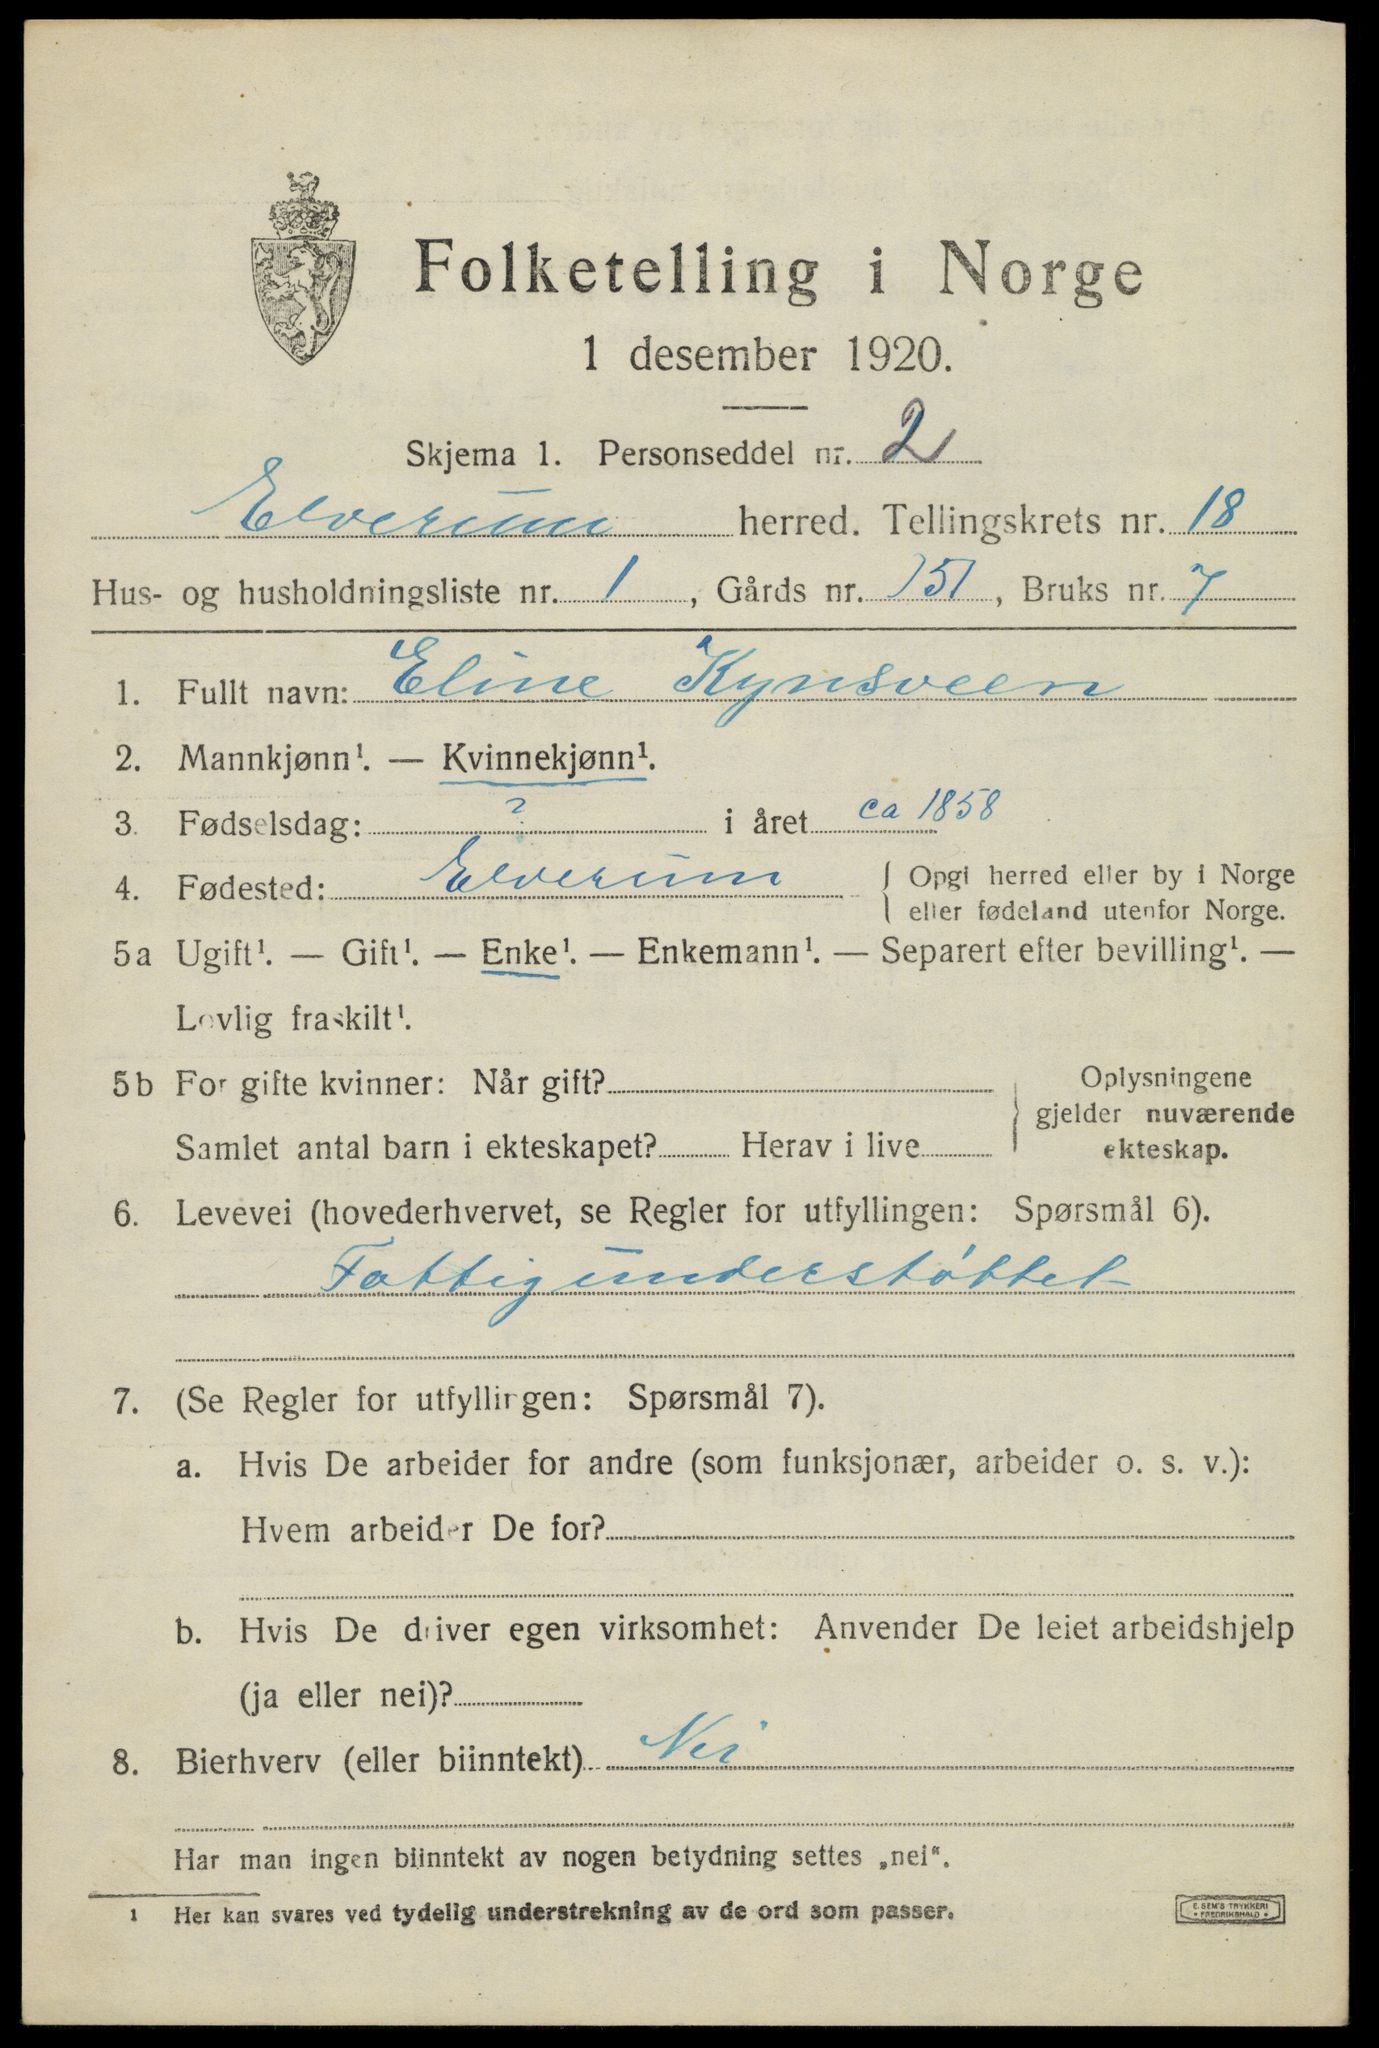 Folketelling i Norge
1 desember 1920.
Skjema 1. Personseddel nr. 2
Elverum herred. Tellingskrets nr. 18
Hus- og husholdningsliste nr. 1, Gårds nr. 151, Bruks nr. 7
1. Fullt navn: Eline Kynsveen
2. Mannkjønn¹. — Kvinnekjønn¹.
3. Fødselsdag: ? i året ca 1858
4. Fødested: Elverum { Opgi herred eller by i Norge
eller fødeland utenfor Norge.
5a Ugift¹. — Gift¹. — Enke¹. — Enkemann¹. — Separert efter bevilling¹. —
Lovlig fraskilt¹.
5b For gifte kvinner: Når gift? Oplysningene
gjelder nuværende
Samlet antal barn i ekteskapet? Herav i live ekteskap.
6. Levevei (hovederhvervet, se Regler for utfyllingen: Spørsmål 6).
Fattigunderstøttet
7. (Se Regler for utfyllingen: Spørsmål 7).
a. Hvis De arbeider for andre (som funksjonær, arbeider o. s. v.):
Hvem arbeider De for?
b. Hvis De driver egen virksomhet: Anvender De leiet arbeidshjelp
(ja eller nei)?
8. Bierhverv (eller biinntekt) Nei
Har man ingen biinntekt av nogen betydning settes „nei“.
1 Her kan svares ved tydelig understrekning av de ord som passer.
E. SEM'S TRYKKERI
• FREDRIKSHALD •